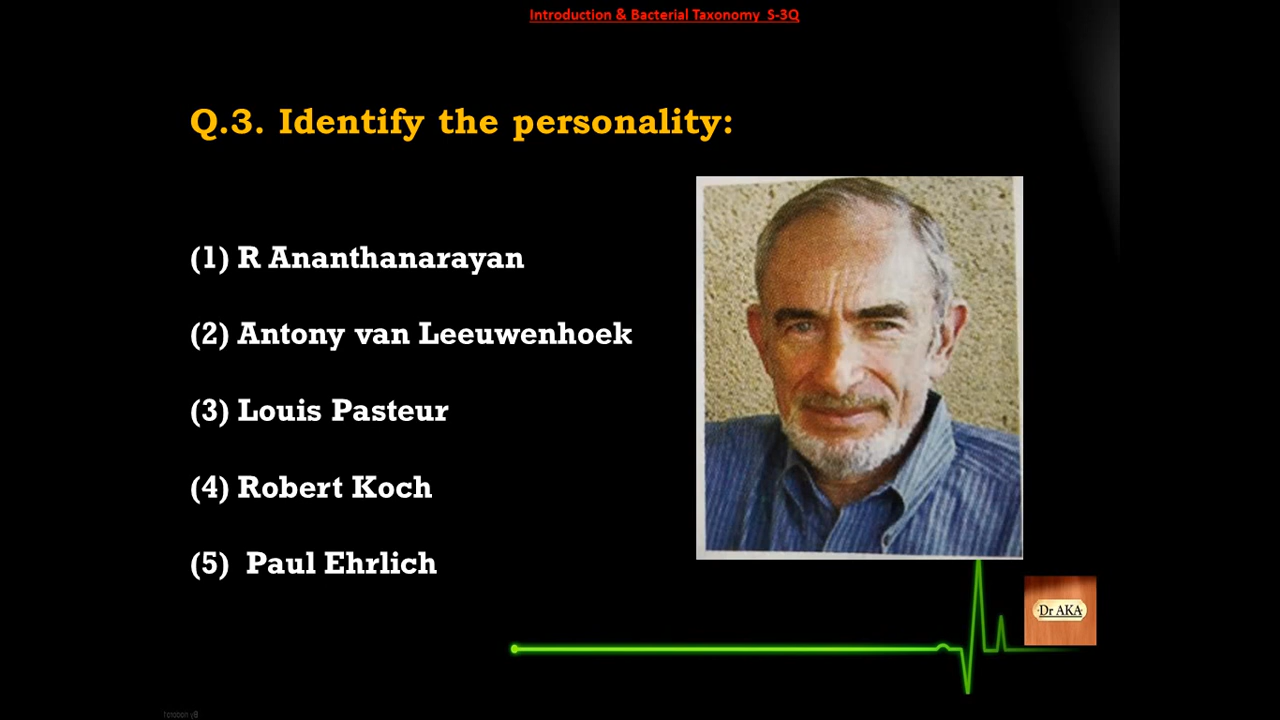 Introduction & Bacterial Taxonomy S-3Q
Q.3. Identify the personality:
(1) R Ananthanarayan
(2) Antony van Leeuwenhoek
(3) Louis Pasteur
(4) Robert Koch
(5) Paul Ehrlich
Dr AKA